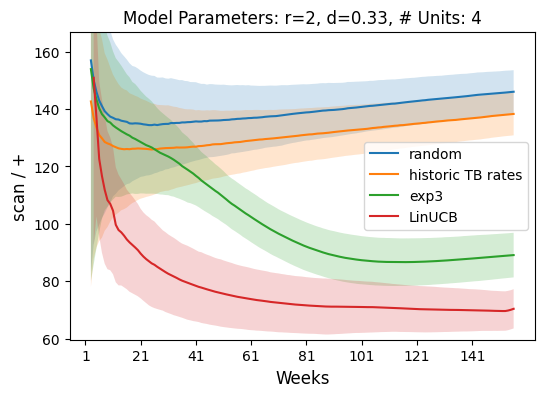 Model Parameters: r=2, d=0.33, # Units: 4
scan / +
160
140
120
100
80
60
random
historic TB rates
exp3
LinUCB
1 21 41 61 81 101 121 141
Weeks